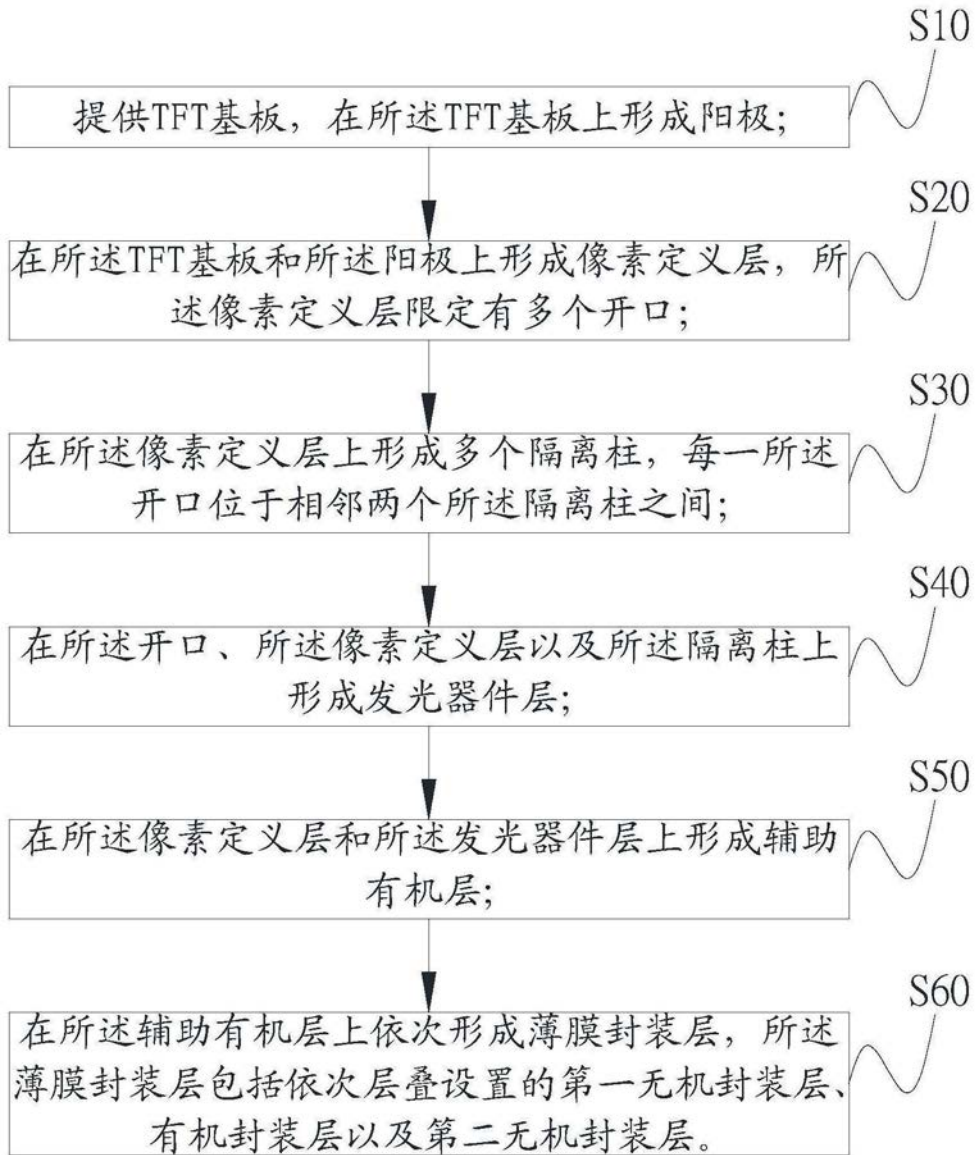 S10
提供TFT基板，在所述TFT基板上形成阳极；
S20
在所述TFT基板和所述阳极上形成像素定义层，所
述像素定义层限定有多个开口；
S30
在所述像素定义层上形成多个隔离柱，每一所述
开口位于相邻两个所述隔离柱之间；
S40
在所述开口、所述像素定义层以及所述隔离柱上
形成发光器件层；
S50
在所述像素定义层和所述发光器件层上形成辅助
有机层；
S60
在所述辅助有机层上依次形成薄膜封装层，所述
薄膜封装层包括依次层叠设置的第一无机封装层、
有机封装层以及第二无机封装层。